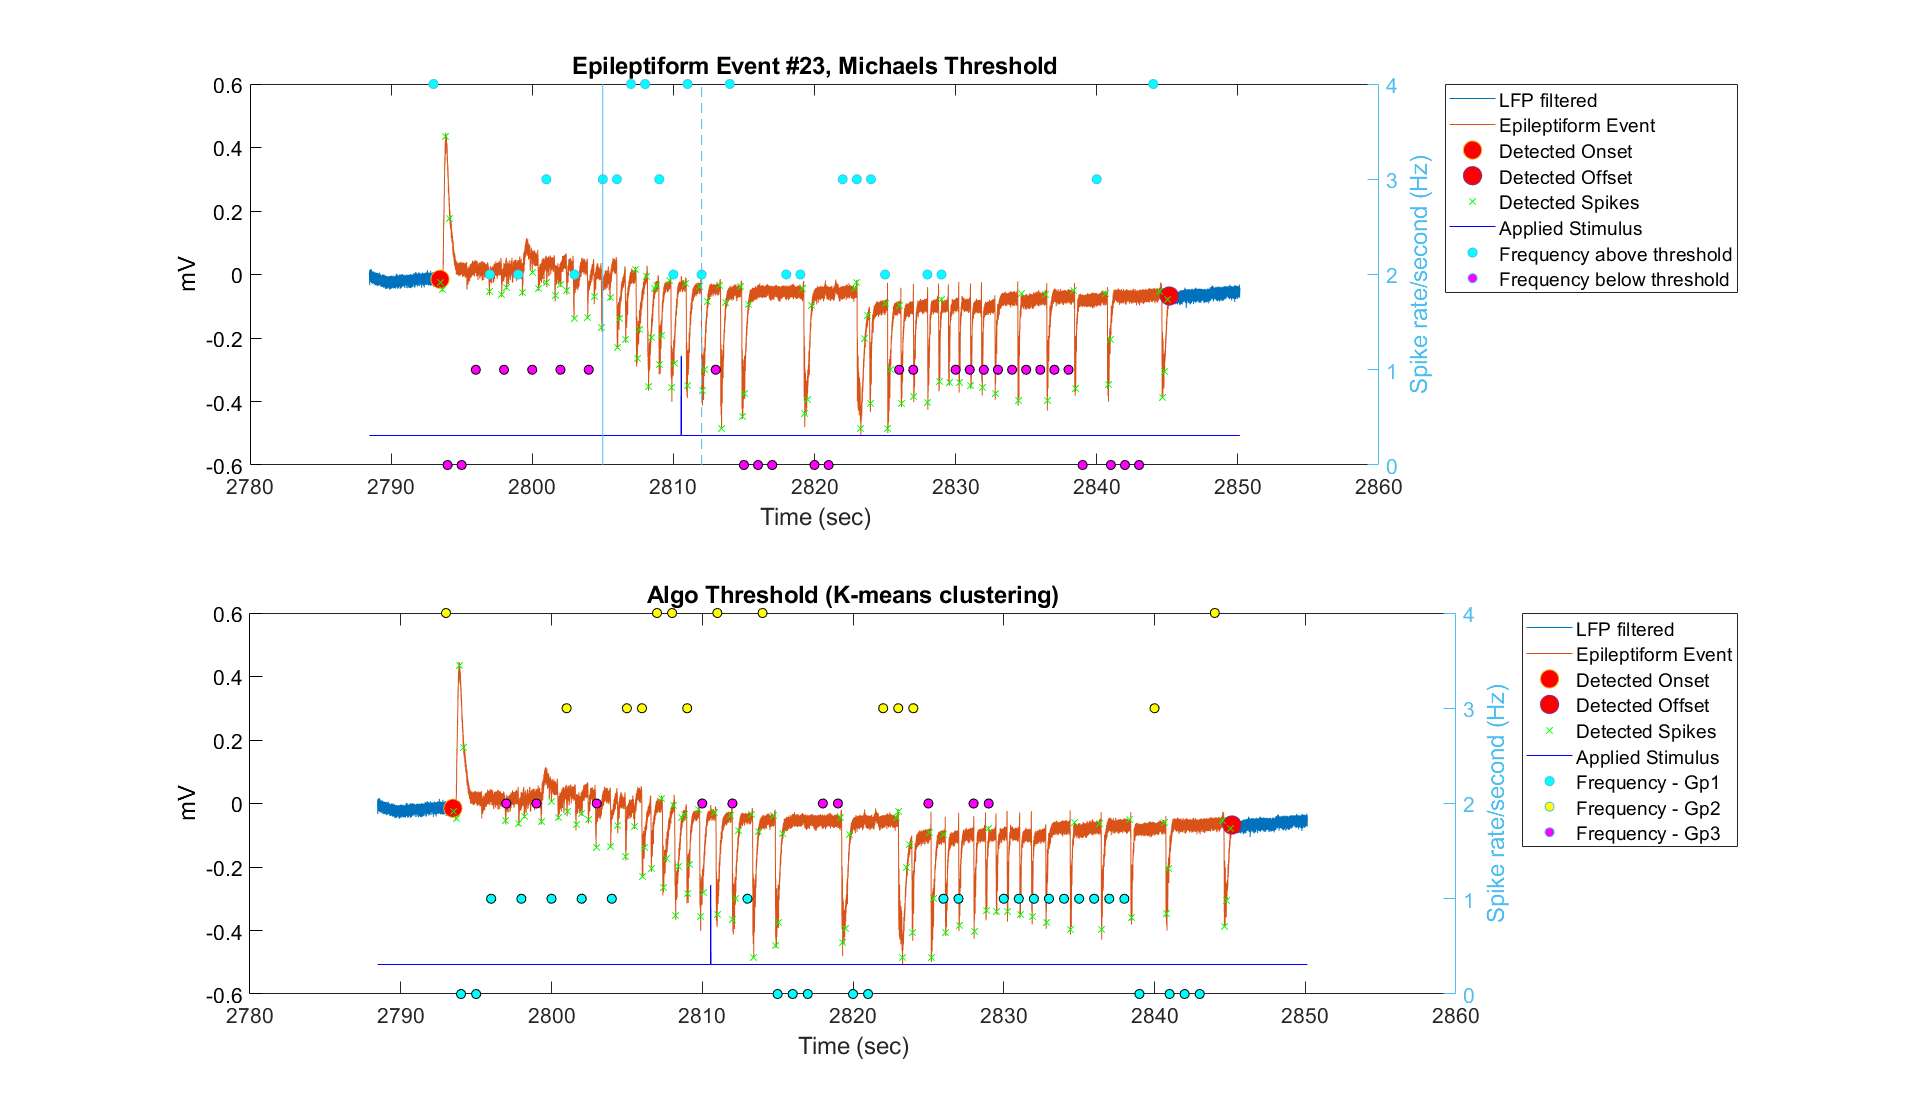 Epileptiform Event #23, Michaels Threshold
0.6
0.4
0.2
0
-0.2
-0.4
-0.6
mV
2780
2790
2800
2810
2820
2830
2840
2850
2860
Time (sec)
4
3
2
1
0
Spike rate/second (Hz)
LFP filtered
Epileptiform Event
Detected Onset
Detected Offset
Detected Spikes
Applied Stimulus
Frequency above threshold
Frequency below threshold
Algo Threshold (K-means clustering)
0.6
0.4
0.2
0
-0.2
-0.4
-0.6
mV
2780
2790
2800
2810
2820
2830
2840
2850
2860
Time (sec)
4
3
2
1
0
Spike rate/second (Hz)
LFP filtered
Epileptiform Event
Detected Onset
Detected Offset
Detected Spikes
Applied Stimulus
Frequency - Gp1
Frequency - Gp2
Frequency - Gp3